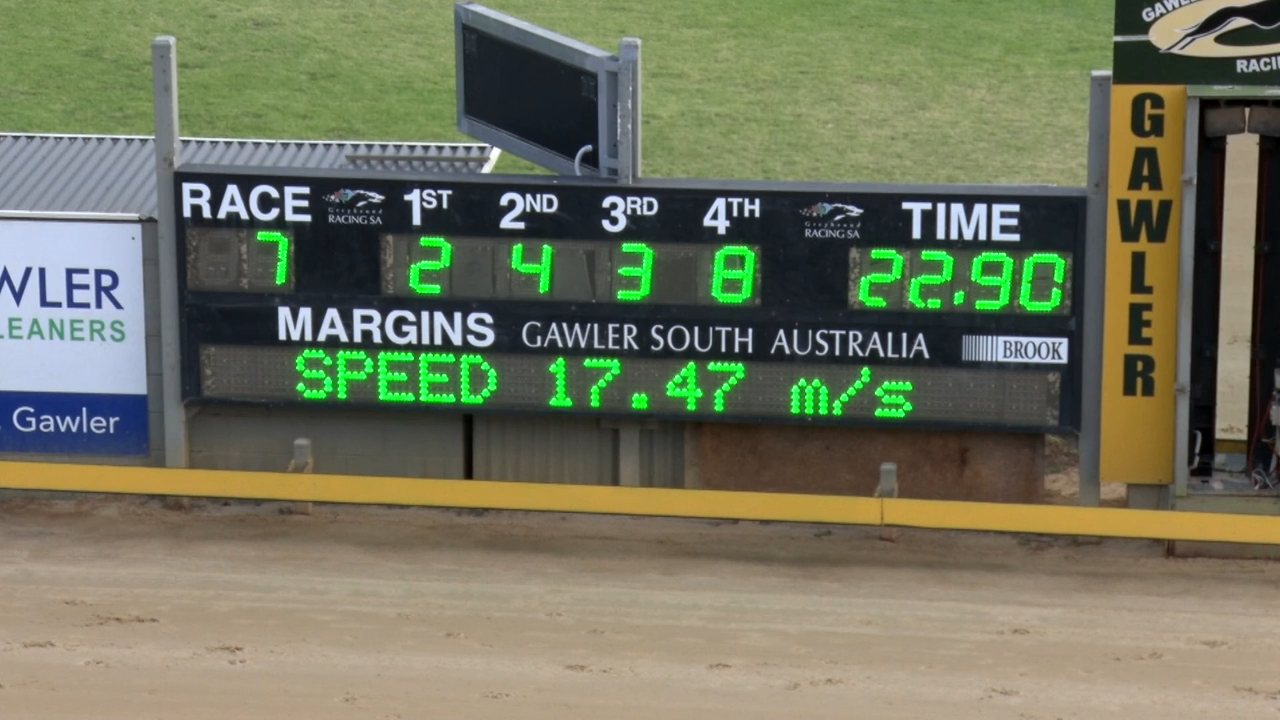 GAWLER
RACI
RACE 1ST 2ND 3RD 4TH TIME
Greyhound RACING SA
Greyhound RACING SA
7 2 4 3 8 22.90
MARGINS GAWLER SOUTH AUSTRALIA BROOK
SPEED 17.47 m/s
WLER
LEANERS
Gawler
GAWLER